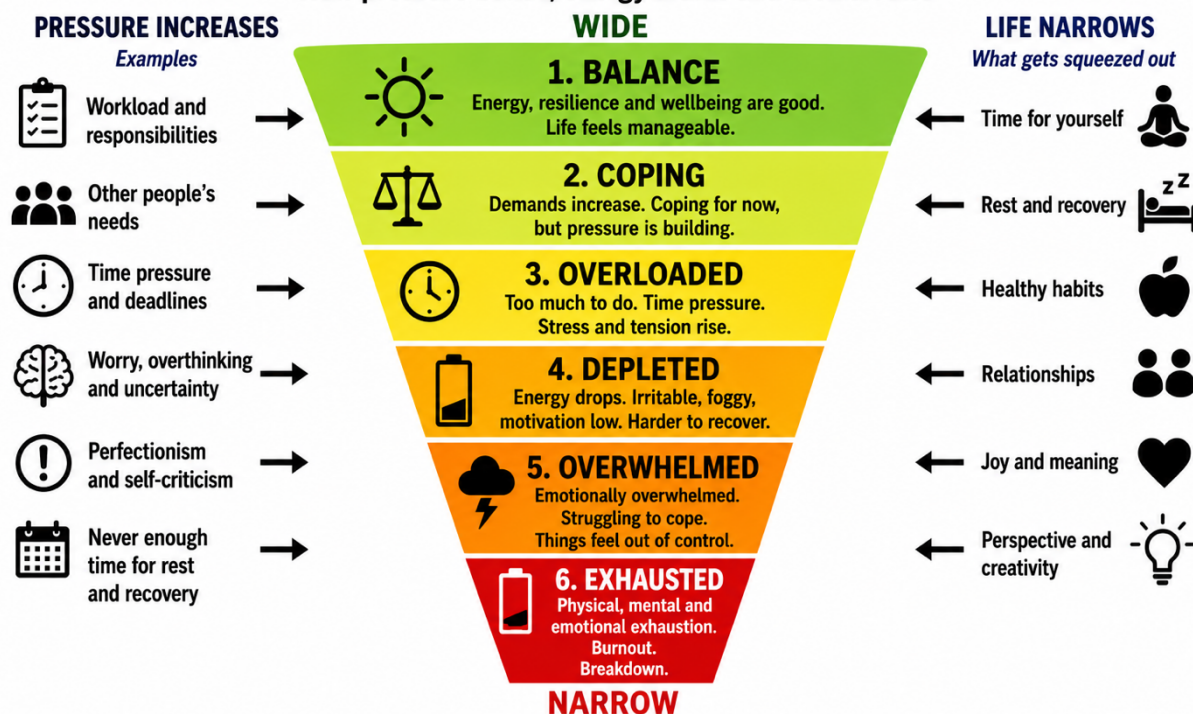 PRESSURE INCREASES
Examples
Workload and
responsibilities
Other people's
needs
Time pressure
and deadlines
Worry, overthinking
and uncertainty
Perfectionism
and self-criticism
Never enough
time for rest
and recovery
WIDE
1. BALANCE
Energy, resilience and wellbeing are good.
Life feels manageable.
2. COPING
Demands increase. Coping for now,
but pressure is building.
3. OVERLOADED
Too much to do. Time pressure.
Stress and tension rise.
4. DEPLETED
Energy drops. Irritable, foggy,
motivation low. Harder to recover.
5. OVERWHELMED
Emotionally overwhelmed.
Struggling to cope.
Things feel out of control.
6. EXHAUSTED
Physical, mental and
emotional exhaustion.
Burnout.
Breakdown.
NARROW
LIFE NARROWS
What gets squeezed out
Time for yourself
Z Z
Rest and recovery
Healthy habits
Relationships
Joy and meaning
Perspective and
creativity